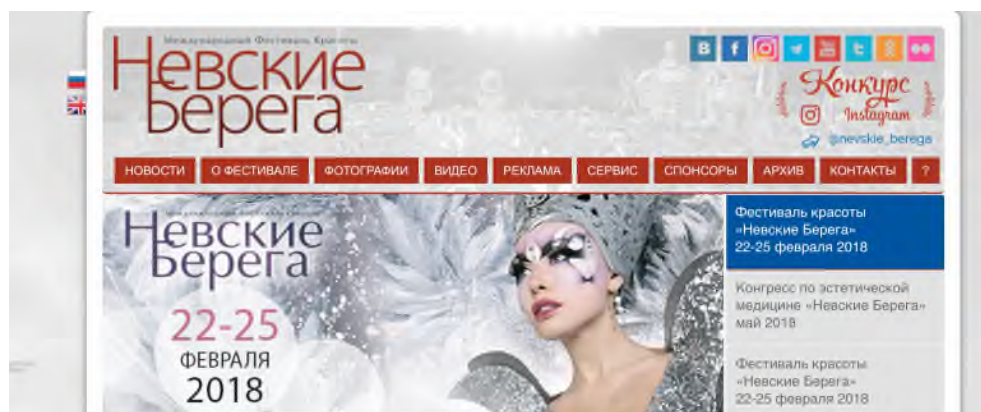 Международный Фестиваль Красоты
Невские
Берега
Конкурс
Instagram
@nevskie_berega
НОВОСТИ О ФЕСТИВАЛЕ ФОТОГРАФИИ ВИДЕО РЕКЛАМА СЕРВИС СПОНСОРЫ АРХИВ КОНТАКТЫ ?
Невские
Берега
22-25
ФЕВРАЛЯ
2018
Фестиваль красоты
«Невские Берега»
22-25 февраля 2018
Конгресс по эстетической
медицине «Невские Берега»
май 2018
Фестиваль красоты
«Невские Берега»
22-25 февраля 2018